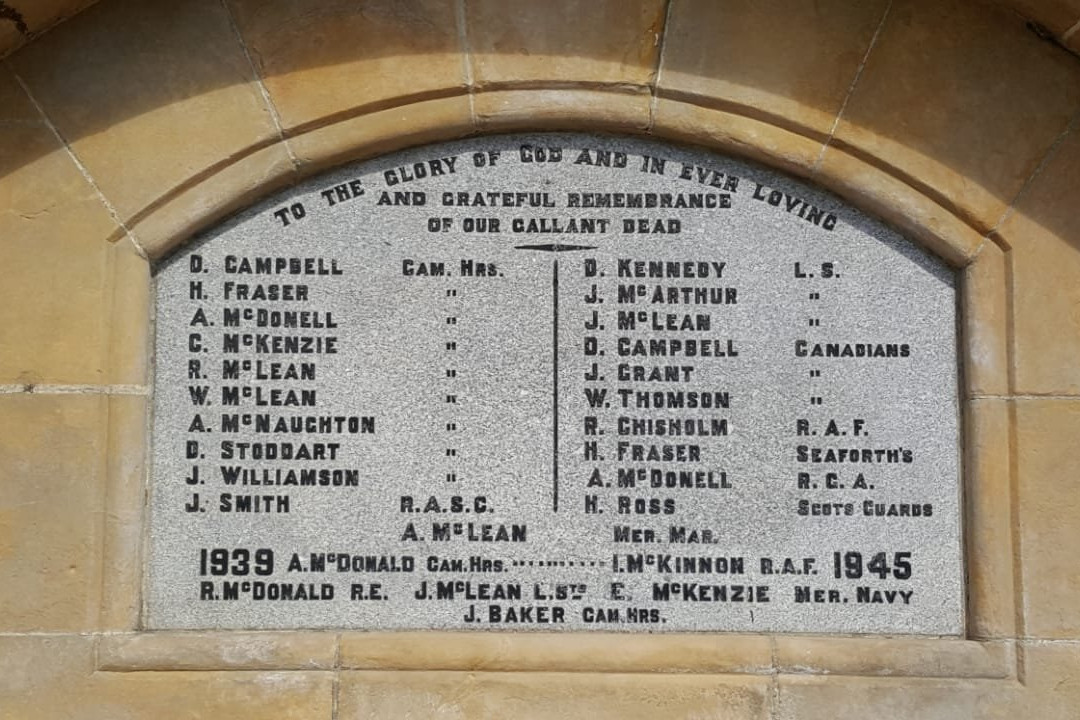 TO THE GLORY OF GOD AND IN EVER LOVING
AND GRATEFUL REMEMBRANCE
OF OUR GALLANT DEAD
D. CAMPBELL CAM. HRS.
H. FRASER "
A. McDONELL "
C. McKENZIE "
R. McLEAN "
W. McLEAN "
A. McNAUGHTON "
D. STODDART "
J. WILLIAMSON "
J. SMITH R.A.S.C.
D. KENNEDY L. S.
J. McARTHUR "
J. McLEAN "
D. CAMPBELL CANADIANS
J. GRANT "
W. THOMSON "
R. CHISHOLM R. A. F.
H. FRASER SEAFORTH'S
A. McDONELL R. G. A.
H. ROSS SCOTS GUARDS
A. McLEAN MER. MAR.
1939 A. McDONALD CAM. HRS. .......... I. McKINNON R.A.F. 1945
R. McDONALD R.E. J. McLEAN L. STS E. McKENZIE MER. NAVY
J. BAKER CAM. HRS.